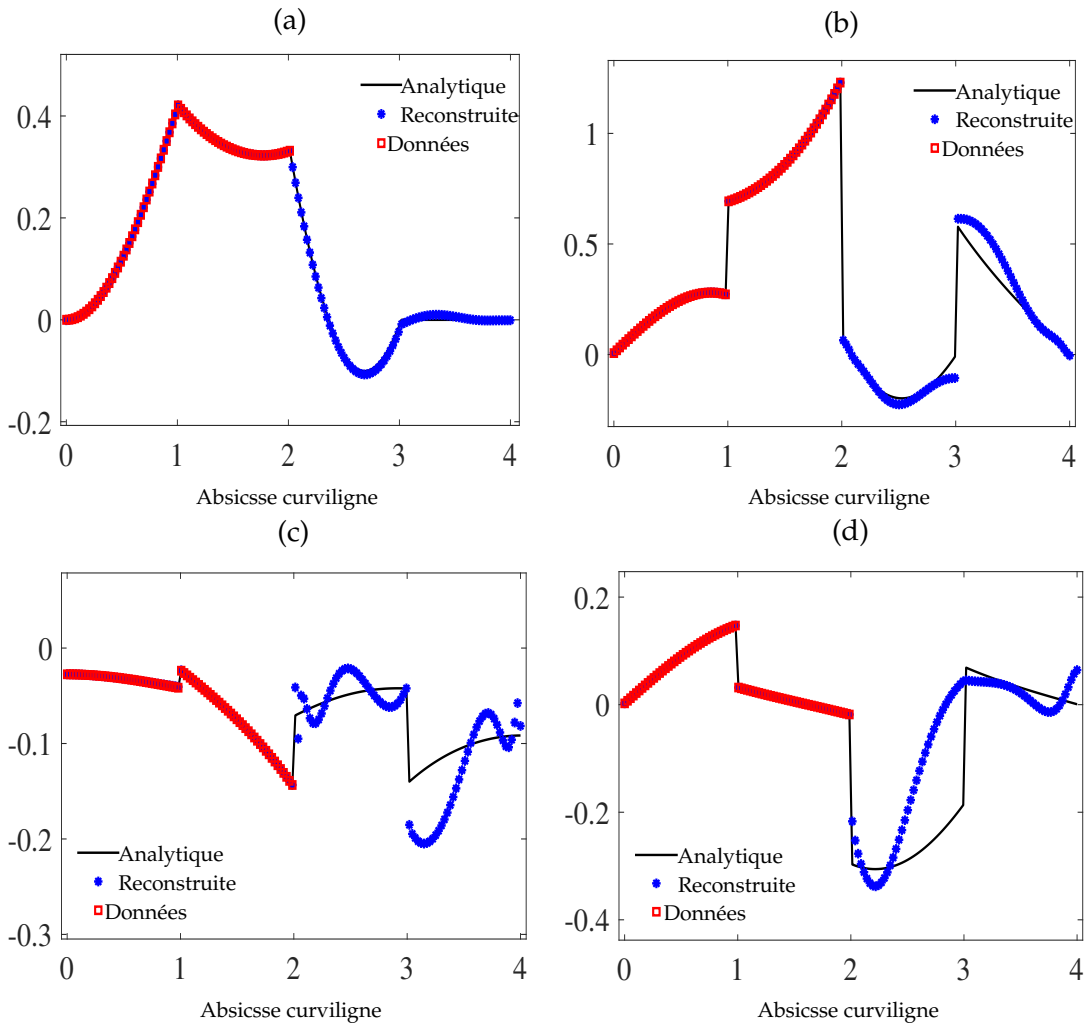 (a)
0.4
0.2
0
-0.2
0
1
2
3
4
Analytique
Reconstruite
Données
Absicsse curviligne
(b)
1
0.5
0
0
1
2
3
4
Analytique
Reconstruite
Données
Absicsse curviligne
(c)
0
-0.1
-0.2
-0.3
0
1
2
3
4
Analytique
Reconstruite
Données
Absicsse curviligne
(d)
0.2
0
-0.2
-0.4
0
1
2
3
4
Analytique
Reconstruite
Données
Absicsse curviligne